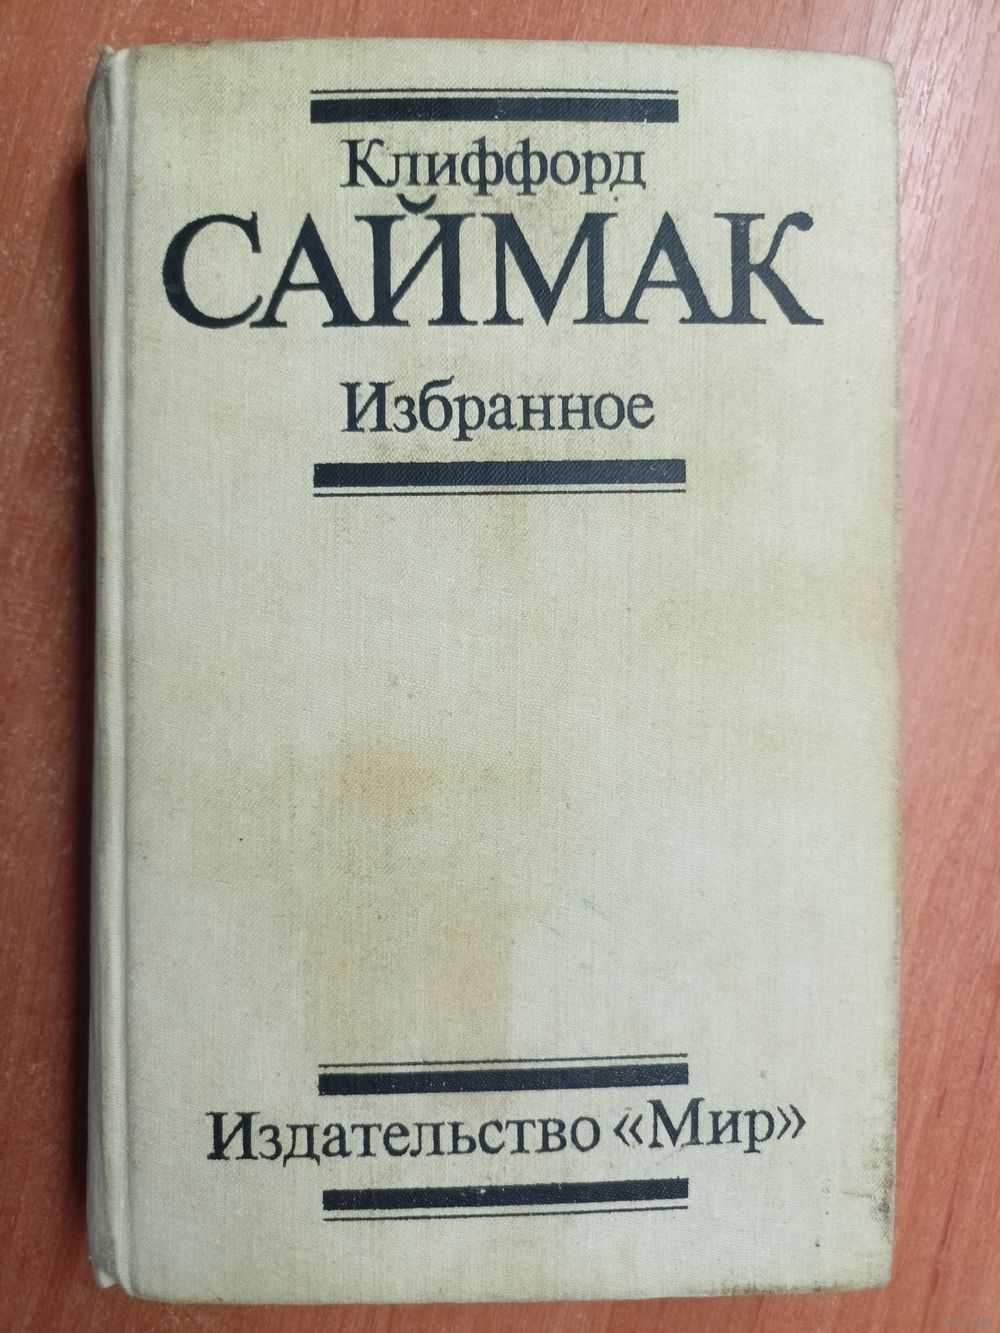 Клиффорд
САЙМАК
Избранное
Издательство «Мир»